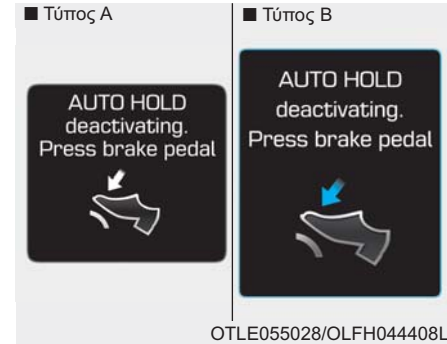 ■ Τύπος A
AUTO HOLD
deactivating.
Press brake pedal
■ Τύπος B
AUTO HOLD
deactivating.
Press brake pedal
OTLE055028/OLFH044408L